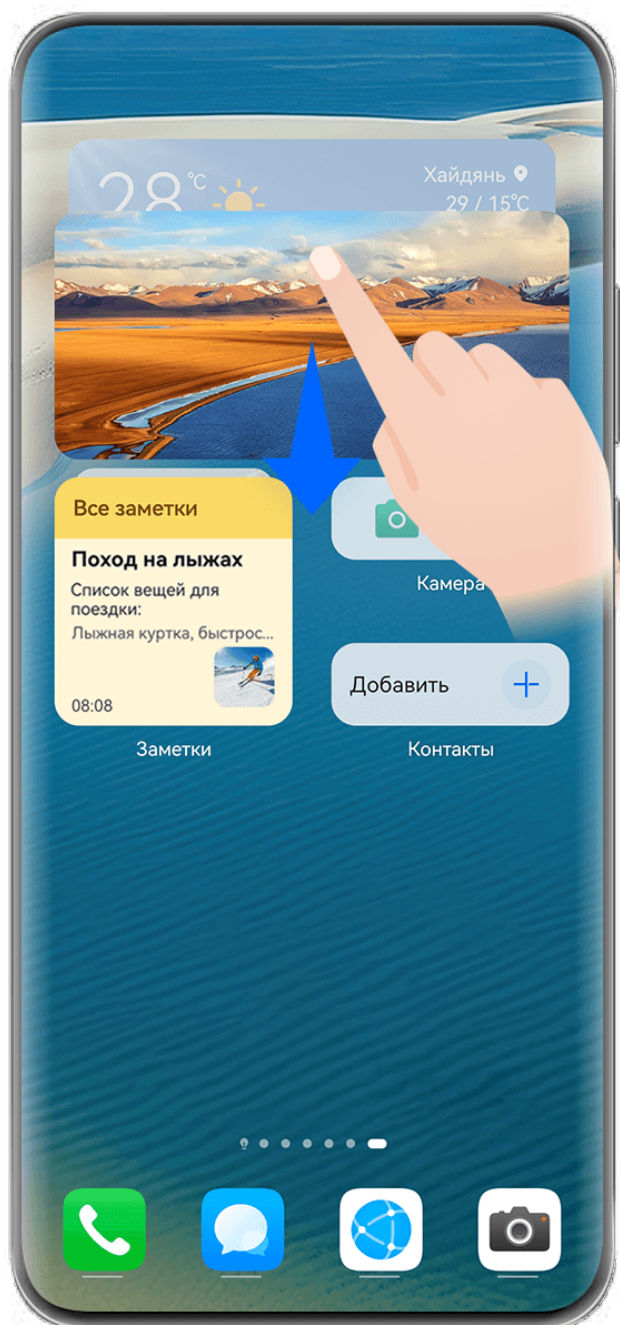 28°C
Хайдянь
29 / 15°C
Все заметки
Поход на лыжах
Список вещей для
поездки:
Лыжная куртка, быстрос...
08:08
Заметки
Камера
Добавить
Контакты